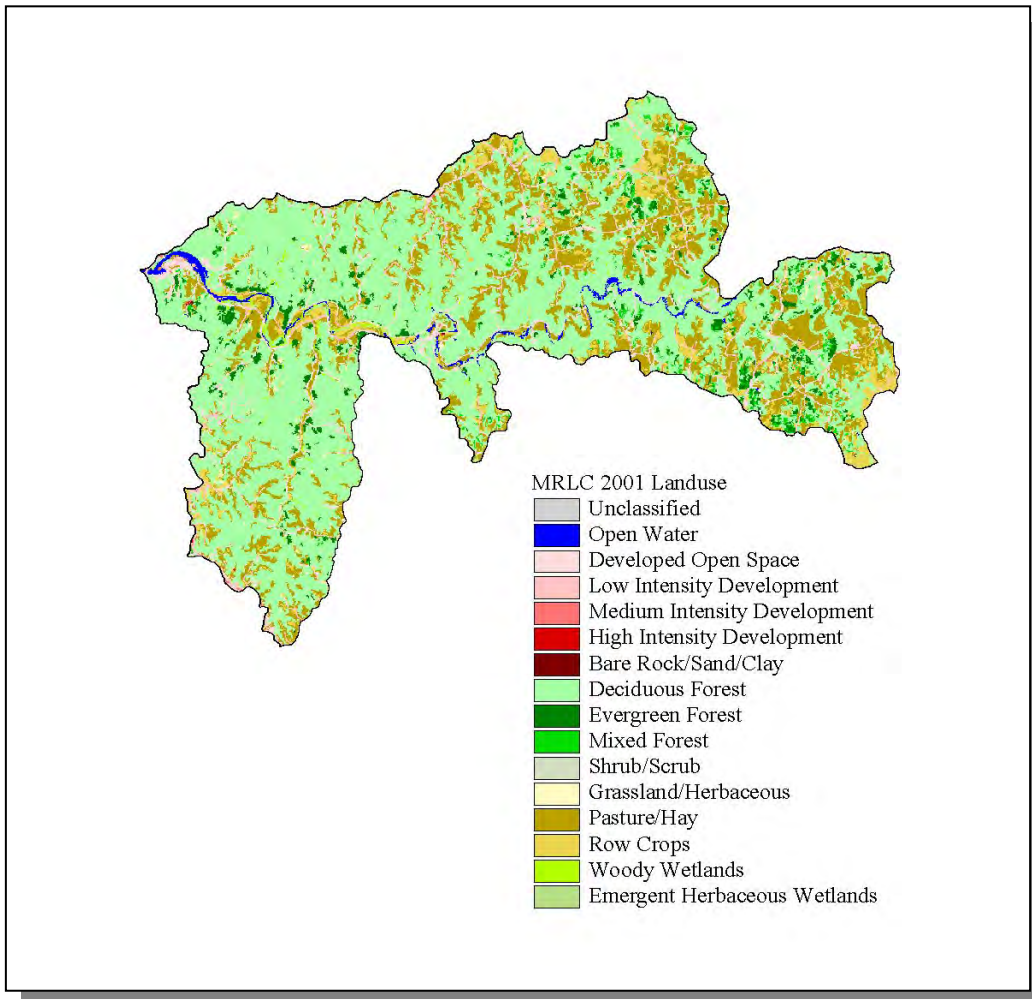 MRLC 2001 Landuse
Unclassified
Open Water
Developed Open Space
Low Intensity Development
Medium Intensity Development
High Intensity Development
Bare Rock/Sand/Clay
Deciduous Forest
Evergreen Forest
Mixed Forest
Shrub/Scrub
Grassland/Herbaceous
Pasture/Hay
Row Crops
Woody Wetlands
Emergent Herbaceous Wetlands